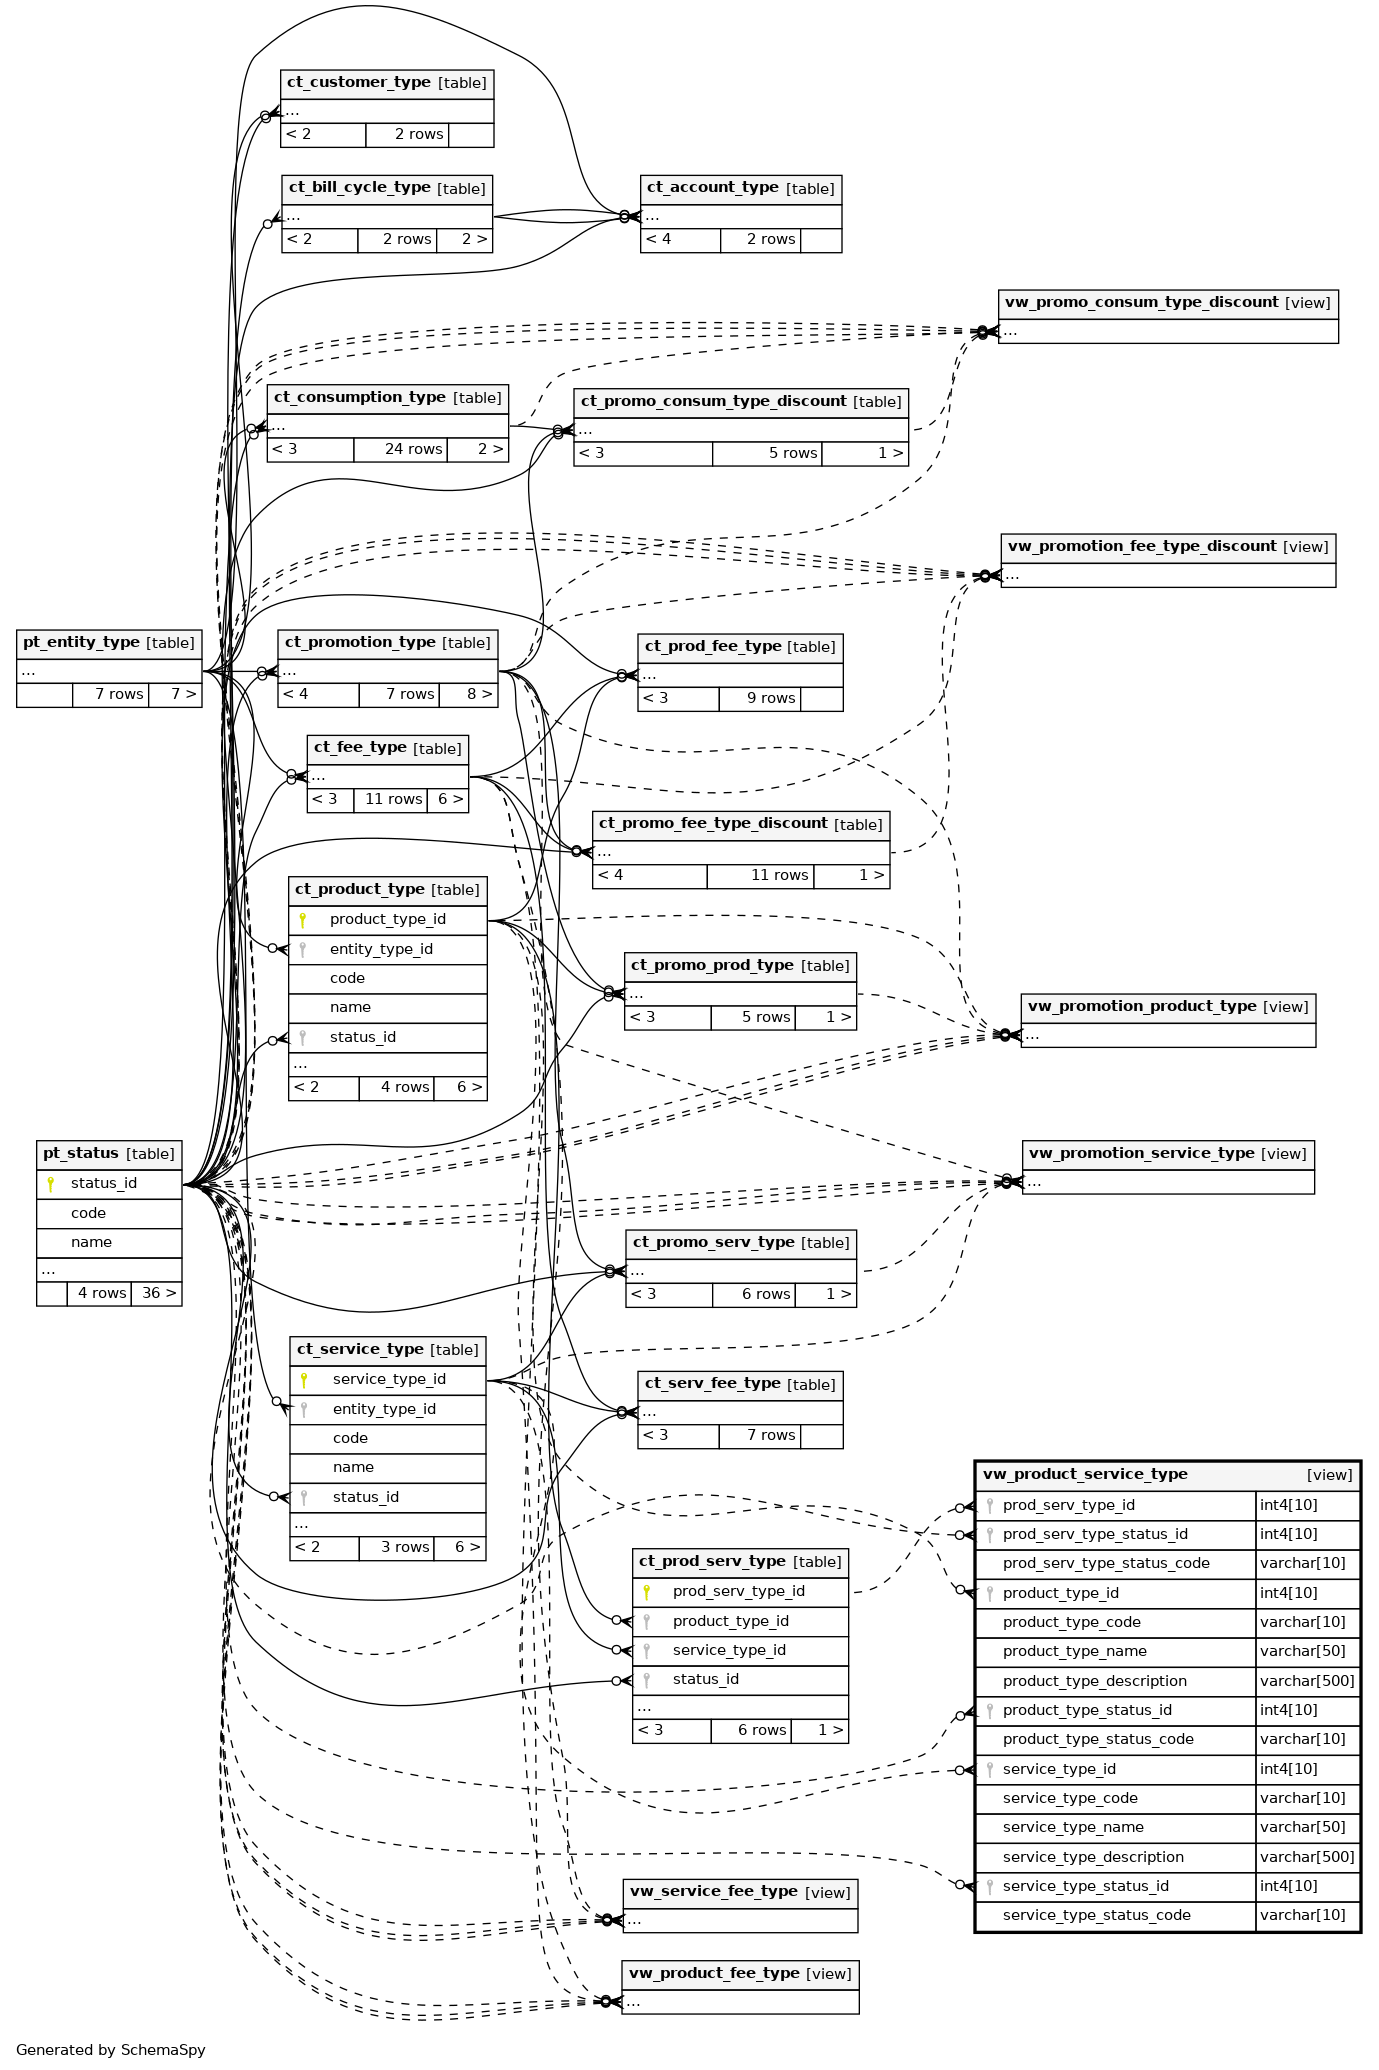 ct_customer_type [table]
...
< 2 2 rows
ct_bill_cycle_type [table]
...
< 2 2 rows 2 >
ct_account_type [table]
...
< 4 2 rows
vw_promo_consum_type_discount [view]
...
ct_consumption_type [table]
...
< 3 24 rows 2 >
ct_promo_consum_type_discount [table]
...
< 3 5 rows 1 >
vw_promotion_fee_type_discount [view]
...
pt_entity_type [table]
...
7 rows 7 >
ct_promotion_type [table]
...
< 4 7 rows 8 >
ct_prod_fee_type [table]
...
< 3 9 rows
ct_fee_type [table]
...
< 3 11 rows 6 >
ct_promo_fee_type_discount [table]
...
< 4 11 rows 1 >
ct_product_type [table]
product_type_id
entity_type_id
code
name
status_id
...
< 2 4 rows 6 >
ct_promo_prod_type [table]
...
< 3 5 rows 1 >
vw_promotion_product_type [view]
...
pt_status [table]
status_id
code
name
...
4 rows 36 >
vw_promotion_service_type [view]
...
ct_promo_serv_type [table]
...
< 3 6 rows 1 >
ct_service_type [table]
service_type_id
entity_type_id
code
name
status_id
...
< 2 3 rows 6 >
ct_serv_fee_type [table]
...
< 3 7 rows
vw_product_service_type [view]
prod_serv_type_id int4[10]
prod_serv_type_status_id int4[10]
prod_serv_type_status_code varchar[10]
product_type_id int4[10]
product_type_code varchar[10]
product_type_name varchar[50]
product_type_description varchar[500]
product_type_status_id int4[10]
product_type_status_code varchar[10]
service_type_id int4[10]
service_type_code varchar[10]
service_type_name varchar[50]
service_type_description varchar[500]
service_type_status_id int4[10]
service_type_status_code varchar[10]
ct_prod_serv_type [table]
prod_serv_type_id
product_type_id
service_type_id
status_id
...
< 3 6 rows 1 >
vw_service_fee_type [view]
...
vw_product_fee_type [view]
...
Generated by SchemaSpy